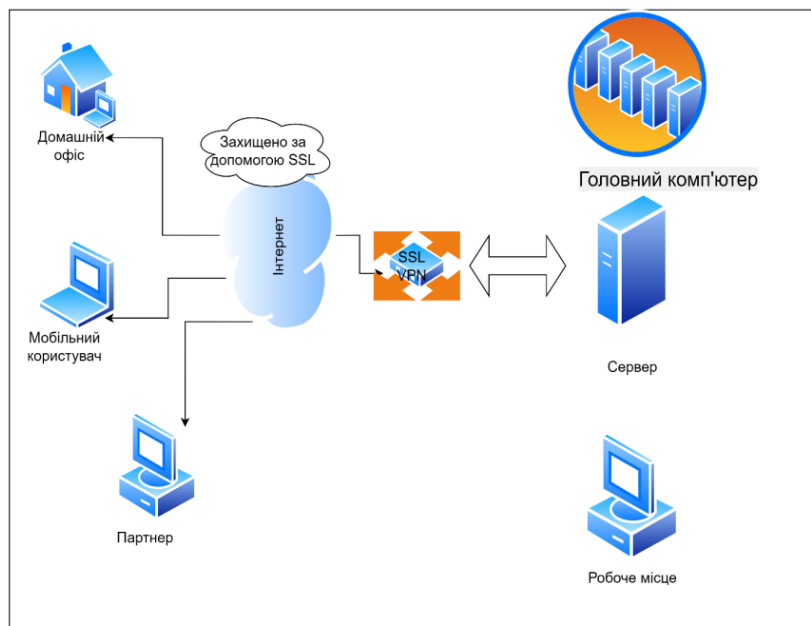 Домашній
офіс
Захищено за
допомогою SSL
Головний комп'ютер
Інтернет
SSL
VPN
Мобільний
користувач
Сервер
Партнер
Робоче місце